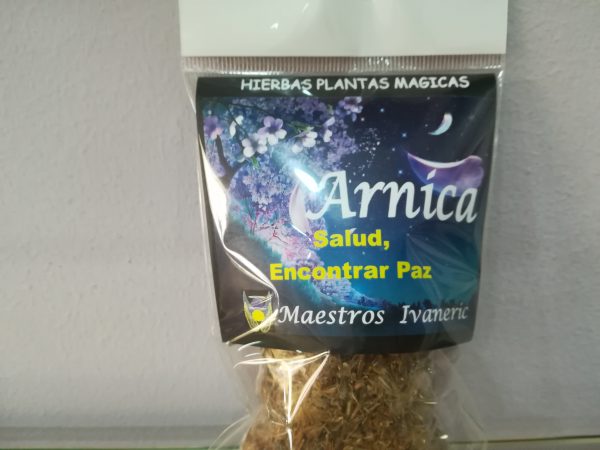 HIERBAS PLANTAS MAGICAS
Arnica
Salud,
Encontrar Paz
Maestros Ivaneric